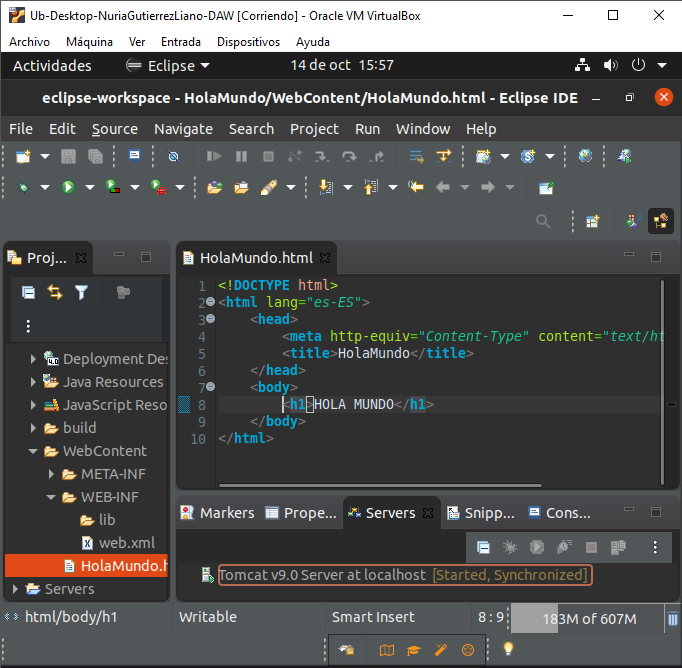 Ub-Desktop-NuriaGutierrezLiano-DAW [Corriendo] - Oracle VM VirtualBox
Archivo Máquina Ver Entrada Dispositivos Ayuda
Actividades Eclipse 14 de oct 15:57
eclipse-workspace - HolaMundo/WebContent/HolaMundo.html - Eclipse IDE
File Edit Source Navigate Search Project Run Window Help
Proj...
Deployment Des
Java Resources
JavaScript Reso
build
WebContent
META-INF
WEB-INF
lib
web.xml
HolaMundo.h
Servers
HolaMundo.html
1 <!DOCTYPE html>
2 <html lang="es-ES">
3 <head>
4 <meta http-equiv="Content-Type" content="text/ht
5 <title>HolaMundo</title>
6 </head>
7 <body>
8 <h1>HOLA MUNDO</h1>
9 </body>
10 </html>
Markers Prope... Servers Snipp... Cons...
Tomcat v9.0 Server at localhost [Started, Synchronized]
html/body/h1 Writable Smart Insert 8 : 9 183M of 607M